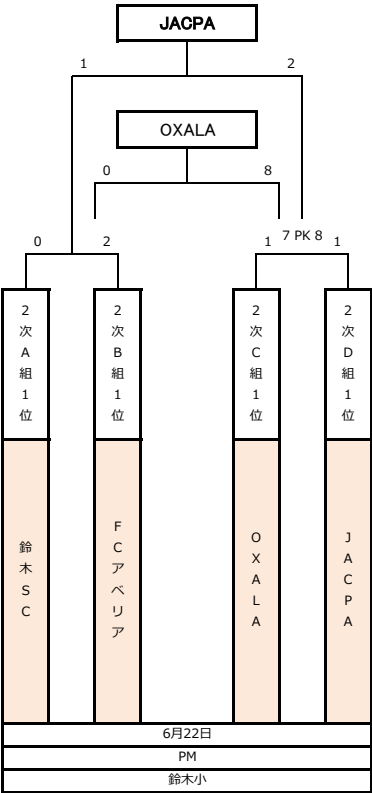 JACPA
1 2
OXALA
0 8
0 2 1 7 PK 8 1
2次A組1位
2次B組1位
2次C組1位
2次D組1位
鈴木SC
FCアベリア
OXALA
JACPA
6月22日
PM
鈴木小